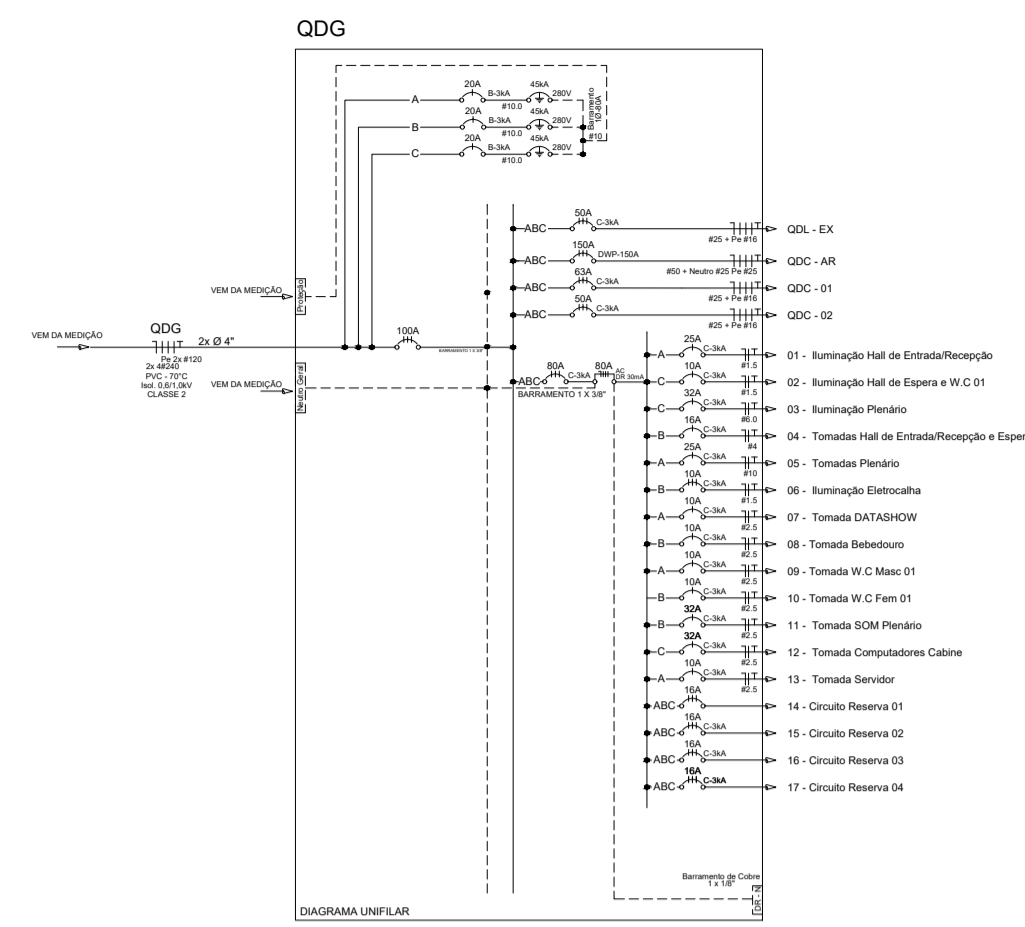 QDG
20A
A
B-3kA
#10.0
45kA
280V
20A
B
B-3kA
#10.0
45kA
280V
20A
C
B-3kA
#10.0
45kA
280V
Barramento
1Ø-80A
#10
VEM DA MEDIÇÃO
Proteção
VEM DA MEDIÇÃO
QDG
2x Ø 4"
Pe 2x #120
2x 4#240
PVC - 70°C
Isol. 0,6/1,0kV
CLASSE 2
VEM DA MEDIÇÃO
Neutro Geral
100A
BARRAMENTO 1 X 3/8"
ABC 50A C-3kA
#25 + Pe #16
QDL - EX
ABC 150A DWP-150A
#50 + Neutro #25 Pe #25
QDC - AR
ABC 63A C-3kA
#25 + Pe #16
QDC - 01
ABC 50A C-3kA
#25 + Pe #16
QDC - 02
ABC 80A C-3kA 80A AC
DR 30mA
BARRAMENTO 1 X 3/8"
A 25A C-3kA #1.5 01 - Iluminação Hall de Entrada/Recepção
C 10A C-3kA #1.5 02 - Iluminação Hall de Espera e W.C 01
C 32A C-3kA #6.0 03 - Iluminação Plenário
B 16A C-3kA #4 04 - Tomadas Hall de Entrada/Recepção e Esper
A 25A C-3kA #10 05 - Tomadas Plenário
B 10A C-3kA #1.5 06 - Iluminação Eletrocalha
A 10A C-3kA #2.5 07 - Tomada DATASHOW
B 10A C-3kA #2.5 08 - Tomada Bebedouro
A 10A C-3kA #2.5 09 - Tomada W.C Masc 01
B 10A C-3kA #2.5 10 - Tomada W.C Fem 01
B 32A C-3kA #2.5 11 - Tomada SOM Plenário
C 32A C-3kA #2.5 12 - Tomada Computadores Cabine
A 10A C-3kA #2.5 13 - Tomada Servidor
ABC 16A C-3kA 14 - Circuito Reserva 01
ABC 16A C-3kA 15 - Circuito Reserva 02
ABC 16A C-3kA 16 - Circuito Reserva 03
ABC 16A C-3kA 17 - Circuito Reserva 04
Barramento de Cobre
1 x 1/8"
DR - N
DIAGRAMA UNIFILAR